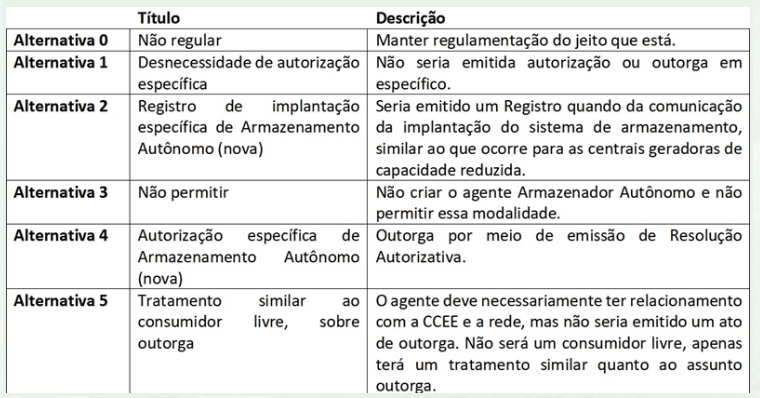 Título Descrição
Alternativa 0 Não regular Manter regulamentação do jeito que está.
Alternativa 1 Desnecessidade de autorização Não seria emitida autorização ou outorga em
específica específico.
Alternativa 2 Registro de implantação Seria emitido um Registro quando da comunicação
específica de Armazenamento da implantação do sistema de armazenamento,
Autônomo (nova) similar ao que ocorre para as centrais geradoras de
capacidade reduzida.
Alternativa 3 Não permitir Não criar o agente Armazenador Autônomo e não
permitir essa modalidade.
Alternativa 4 Autorização específica de Outorga por meio de emissão de Resolução
Armazenamento Autônomo Autorizativa.
(nova)
Alternativa 5 Tratamento similar ao O agente deve necessariamente ter relacionamento
consumidor livre, sobre com a CCEE e a rede, mas não seria emitido um ato
outorga de outorga. Não será um consumidor livre, apenas
terá um tratamento similar quanto ao assunto
outorga.